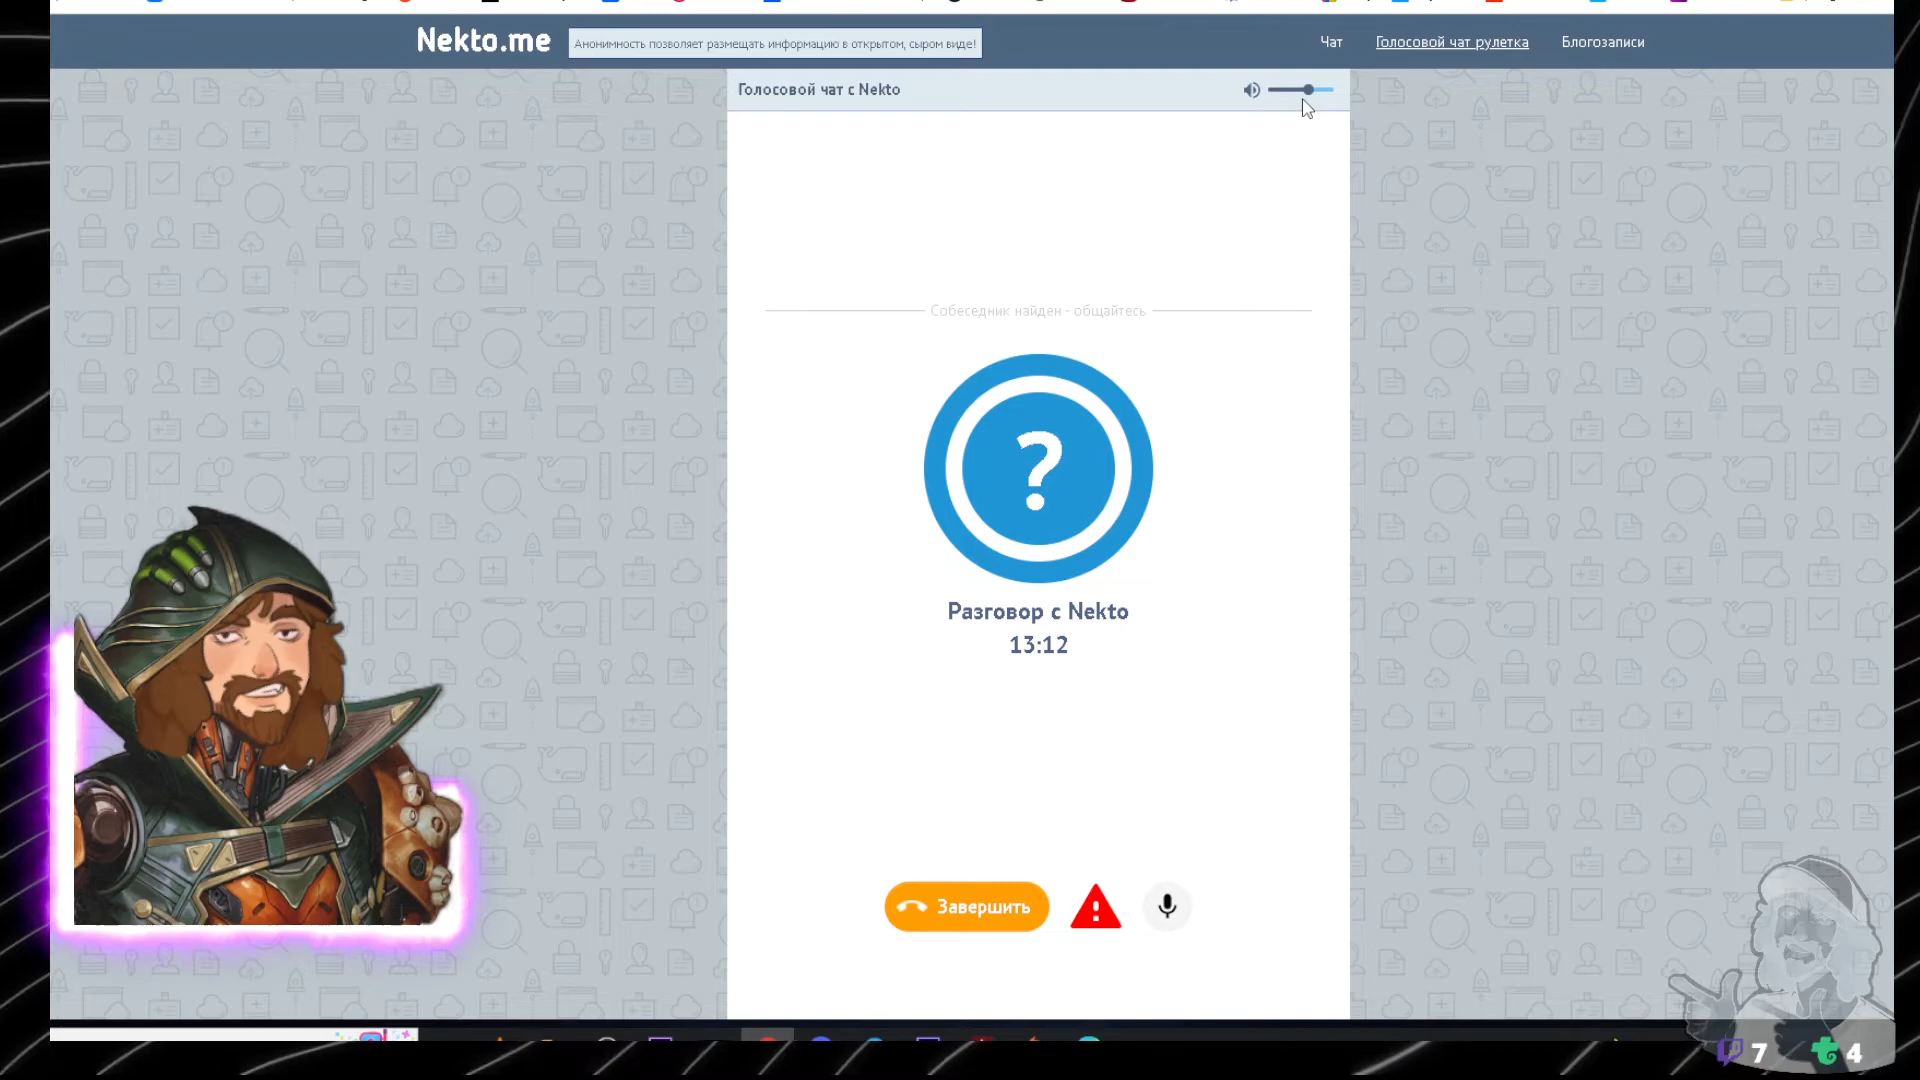 Nekto.me
Анонимность позволяет размещать информацию в открытом, сыром виде!
Чат
Голосовой чат рулетка
Блогозаписи
Голосовой чат с Nekto
Собеседник найден - общайтесь
?
Разговор с Nekto
13:12
Завершить
7
4